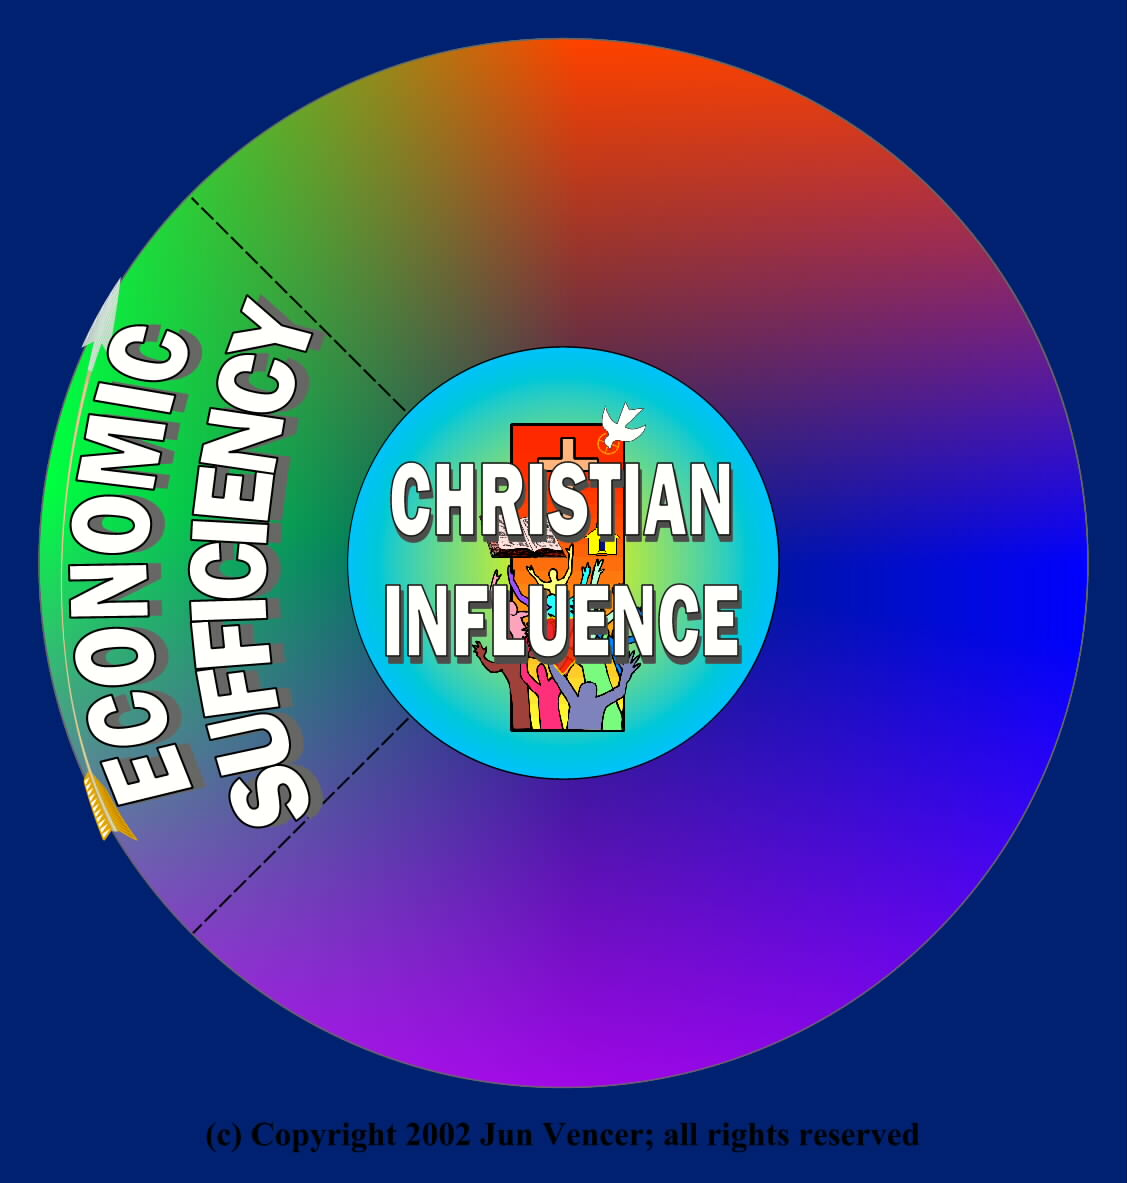 ECONOMIC
SUFFICIENCY
CHRISTIAN
INFLUENCE
(c) Copyright 2002 Jun Vencer; all rights reserved